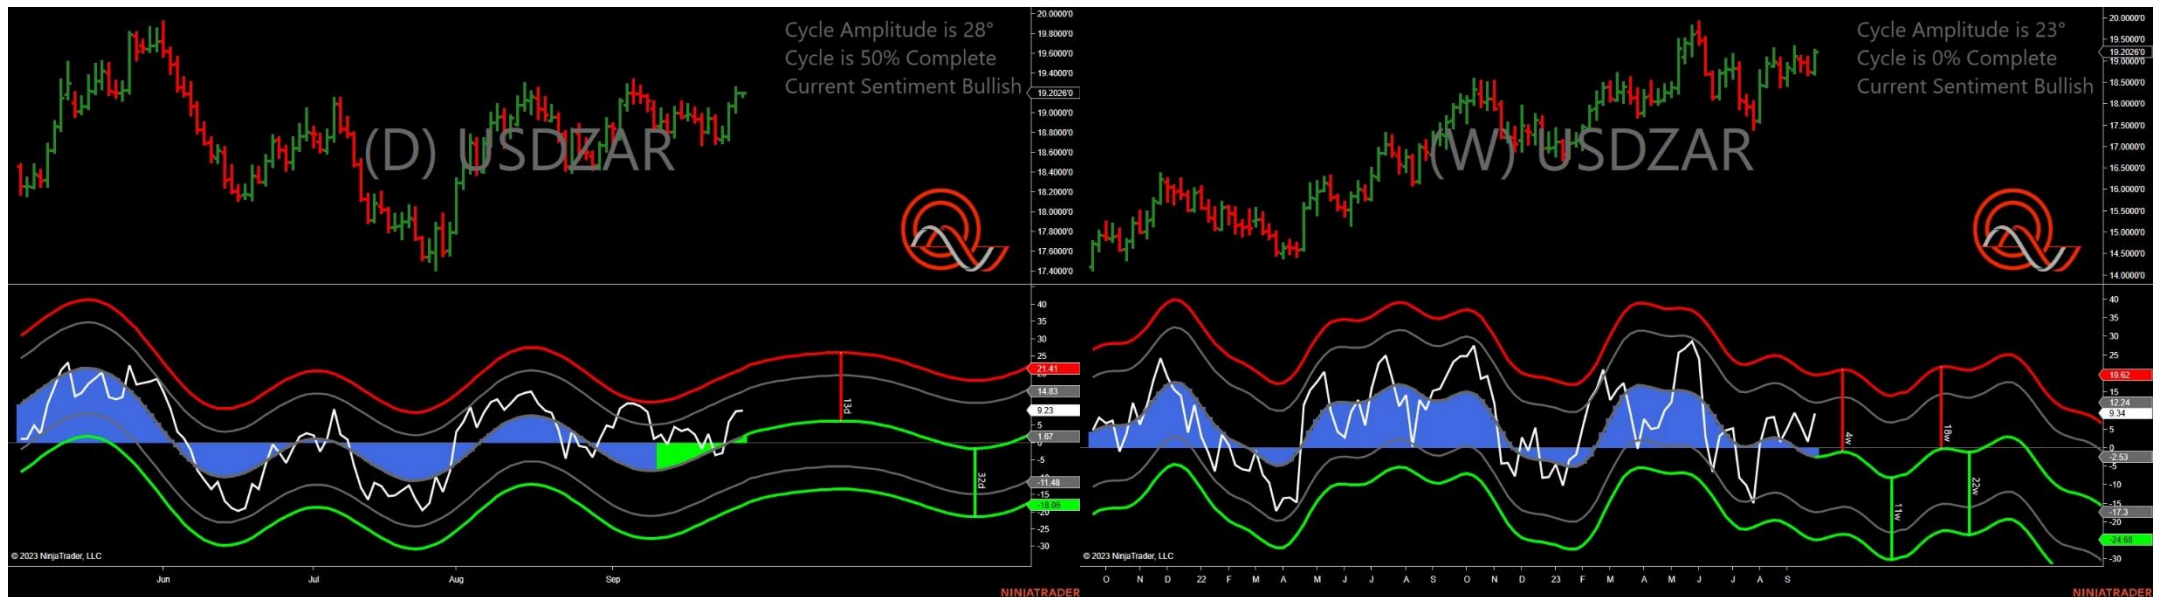 Cycle Amplitude is 28°
Cycle is 50% Complete
Current Sentiment Bullish
(D) USDZAR
20.0000'0
19.8000'0
19.6000'0
19.4000'0
19.2026'0
19.0000'0
18.8000'0
18.6000'0
18.4000'0
18.2000'0
18.0000'0
17.8000'0
17.6000'0
17.4000'0
40
35
30
25
21.41
14.83
9.23
5
1.67
-5
-11.48
-15
-18.05
-20
-25
-30
13d
32d
© 2023 NinjaTrader, LLC
Jun
Jul
Aug
Sep
NINJATRADER
Cycle Amplitude is 23°
Cycle is 0% Complete
Current Sentiment Bullish
(W) USDZAR
20.0000'0
19.5000'0
19.2026'0
19.0000'0
18.5000'0
18.0000'0
17.5000'0
17.0000'0
16.5000'0
16.0000'0
15.5000'0
15.0000'0
14.5000'0
14.0000'0
40
35
30
25
19.62
15
12.24
9.34
5
0
-2.53
-5
-10
-15
-17.3
-20
-24.68
-30
4w
18w
11w
22w
© 2023 NinjaTrader, LLC
O N D 22 F M A M J J A S O N D 23 F M A M J J A S
NINJATRADER